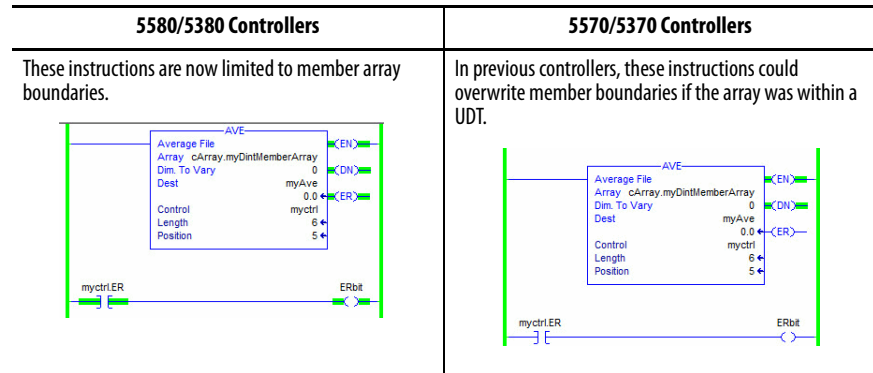 5580/5380 Controllers
5570/5370 Controllers
These instructions are now limited to member array
boundaries.
In previous controllers, these instructions could
overwrite member boundaries if the array was within a
UDT.
AVE
Average File
Array cArray.myDintMemberArray
Dim. To Vary 0
Dest myAve
0.0
Control myctrl
Length 6
Position 5
EN
DN
ER
myctrl.ER
ERbit
AVE
Average File
Array cArray.myDintMemberArray
Dim. To Vary 0
Dest myAve
0.0
Control myctrl
Length 6
Position 5
EN
DN
ER
myctrl.ER
ERbit